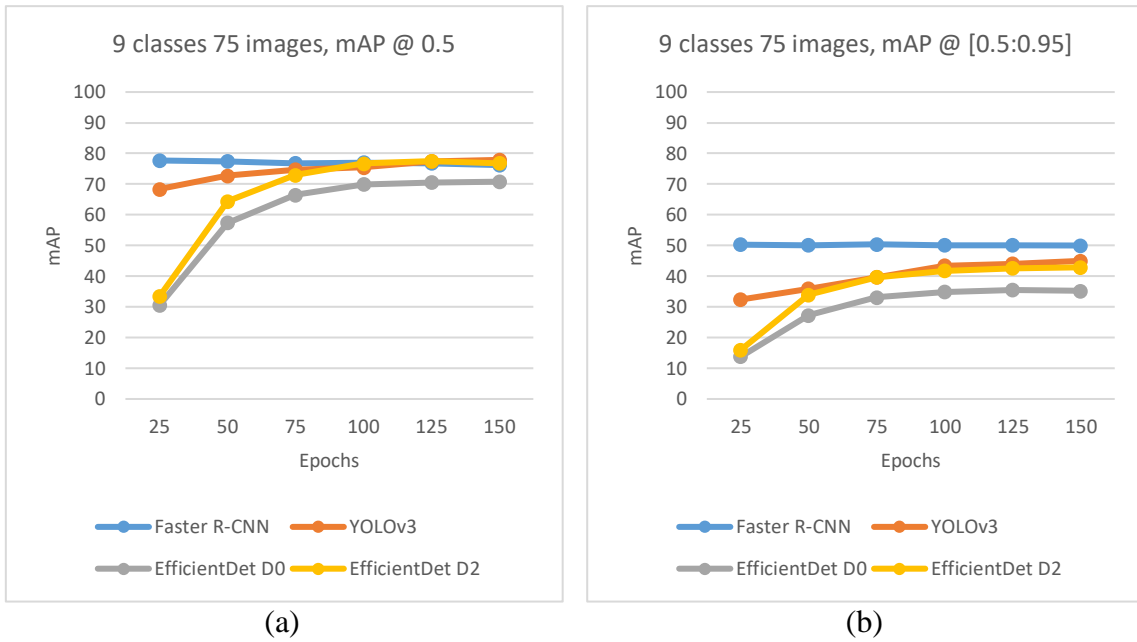 9 classes 75 images, mAP @ 0.5
100
90
80
70
60
50
40
30
20
10
0
mAP
25 50 75 100 125 150
Epochs
Faster R-CNN YOLOv3
EfficientDet D0 EfficientDet D2
(a)
9 classes 75 images, mAP @ [0.5:0.95]
100
90
80
70
60
50
40
30
20
10
0
mAP
25 50 75 100 125 150
Epochs
Faster R-CNN YOLOv3
EfficientDet D0 EfficientDet D2
(b)